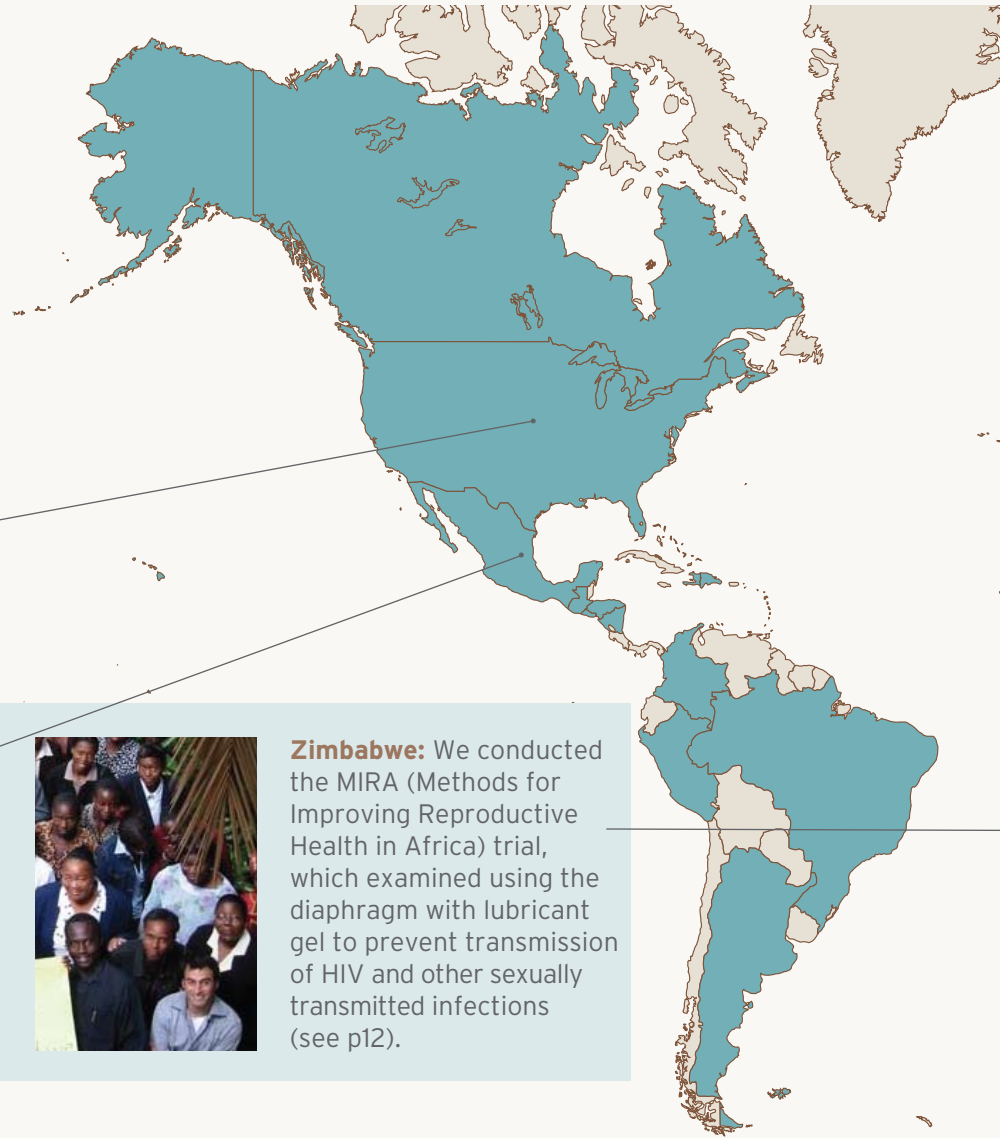 Zimbabwe: We conducted
the MIRA (Methods for
Improving Reproductive
Health in Africa) trial,
which examined using the
diaphragm with lubricant
gel to prevent transmission
of HIV and other sexually
transmitted infections
(see p12).